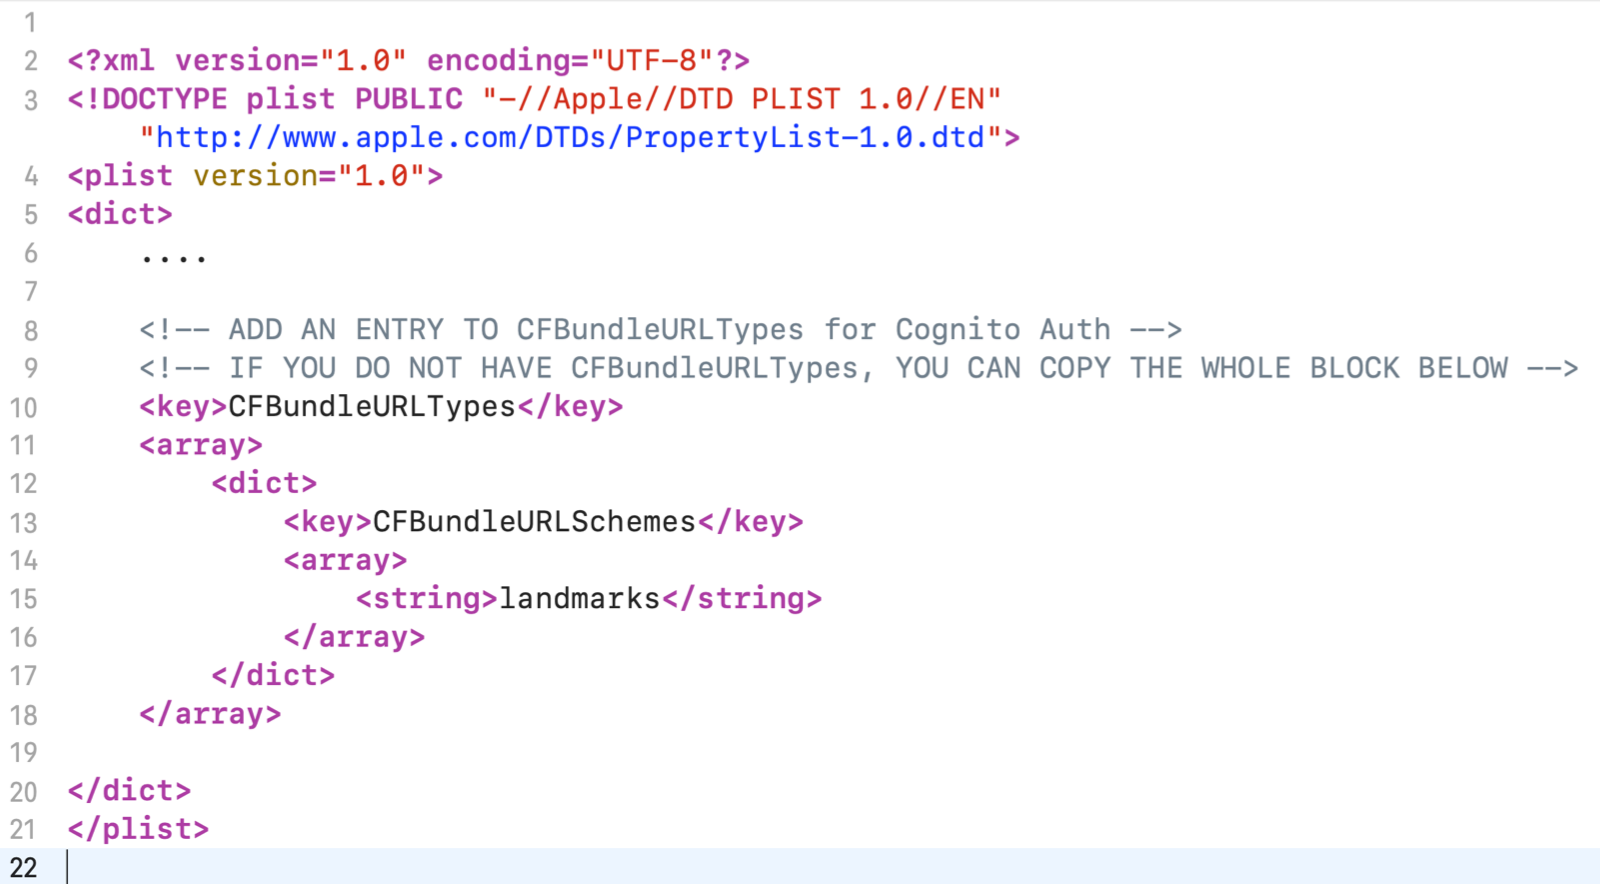 1
2 <?xml version="1.0" encoding="UTF-8"?>
3 <!DOCTYPE plist PUBLIC "-//Apple//DTD PLIST 1.0//EN"
"http://www.apple.com/DTDs/PropertyList-1.0.dtd">
4 <plist version="1.0">
5 <dict>
6 ....
7
8 <!-- ADD AN ENTRY TO CFBundleURLTypes for Cognito Auth -->
9 <!-- IF YOU DO NOT HAVE CFBundleURLTypes, YOU CAN COPY THE WHOLE BLOCK BELOW -->
10 <key>CFBundleURLTypes</key>
11 <array>
12 <dict>
13 <key>CFBundleURLSchemes</key>
14 <array>
15 <string>landmarks</string>
16 </array>
17 </dict>
18 </array>
19
20 </dict>
21 </plist>
22